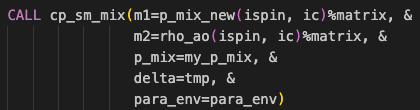 CALL cp_sm_mix(m1=p_mix_new(ispin, ic)%matrix, &
m2=rho_ao(ispin, ic)%matrix, &
p_mix=my_p_mix, &
delta=tmp, &
para_env=para_env)